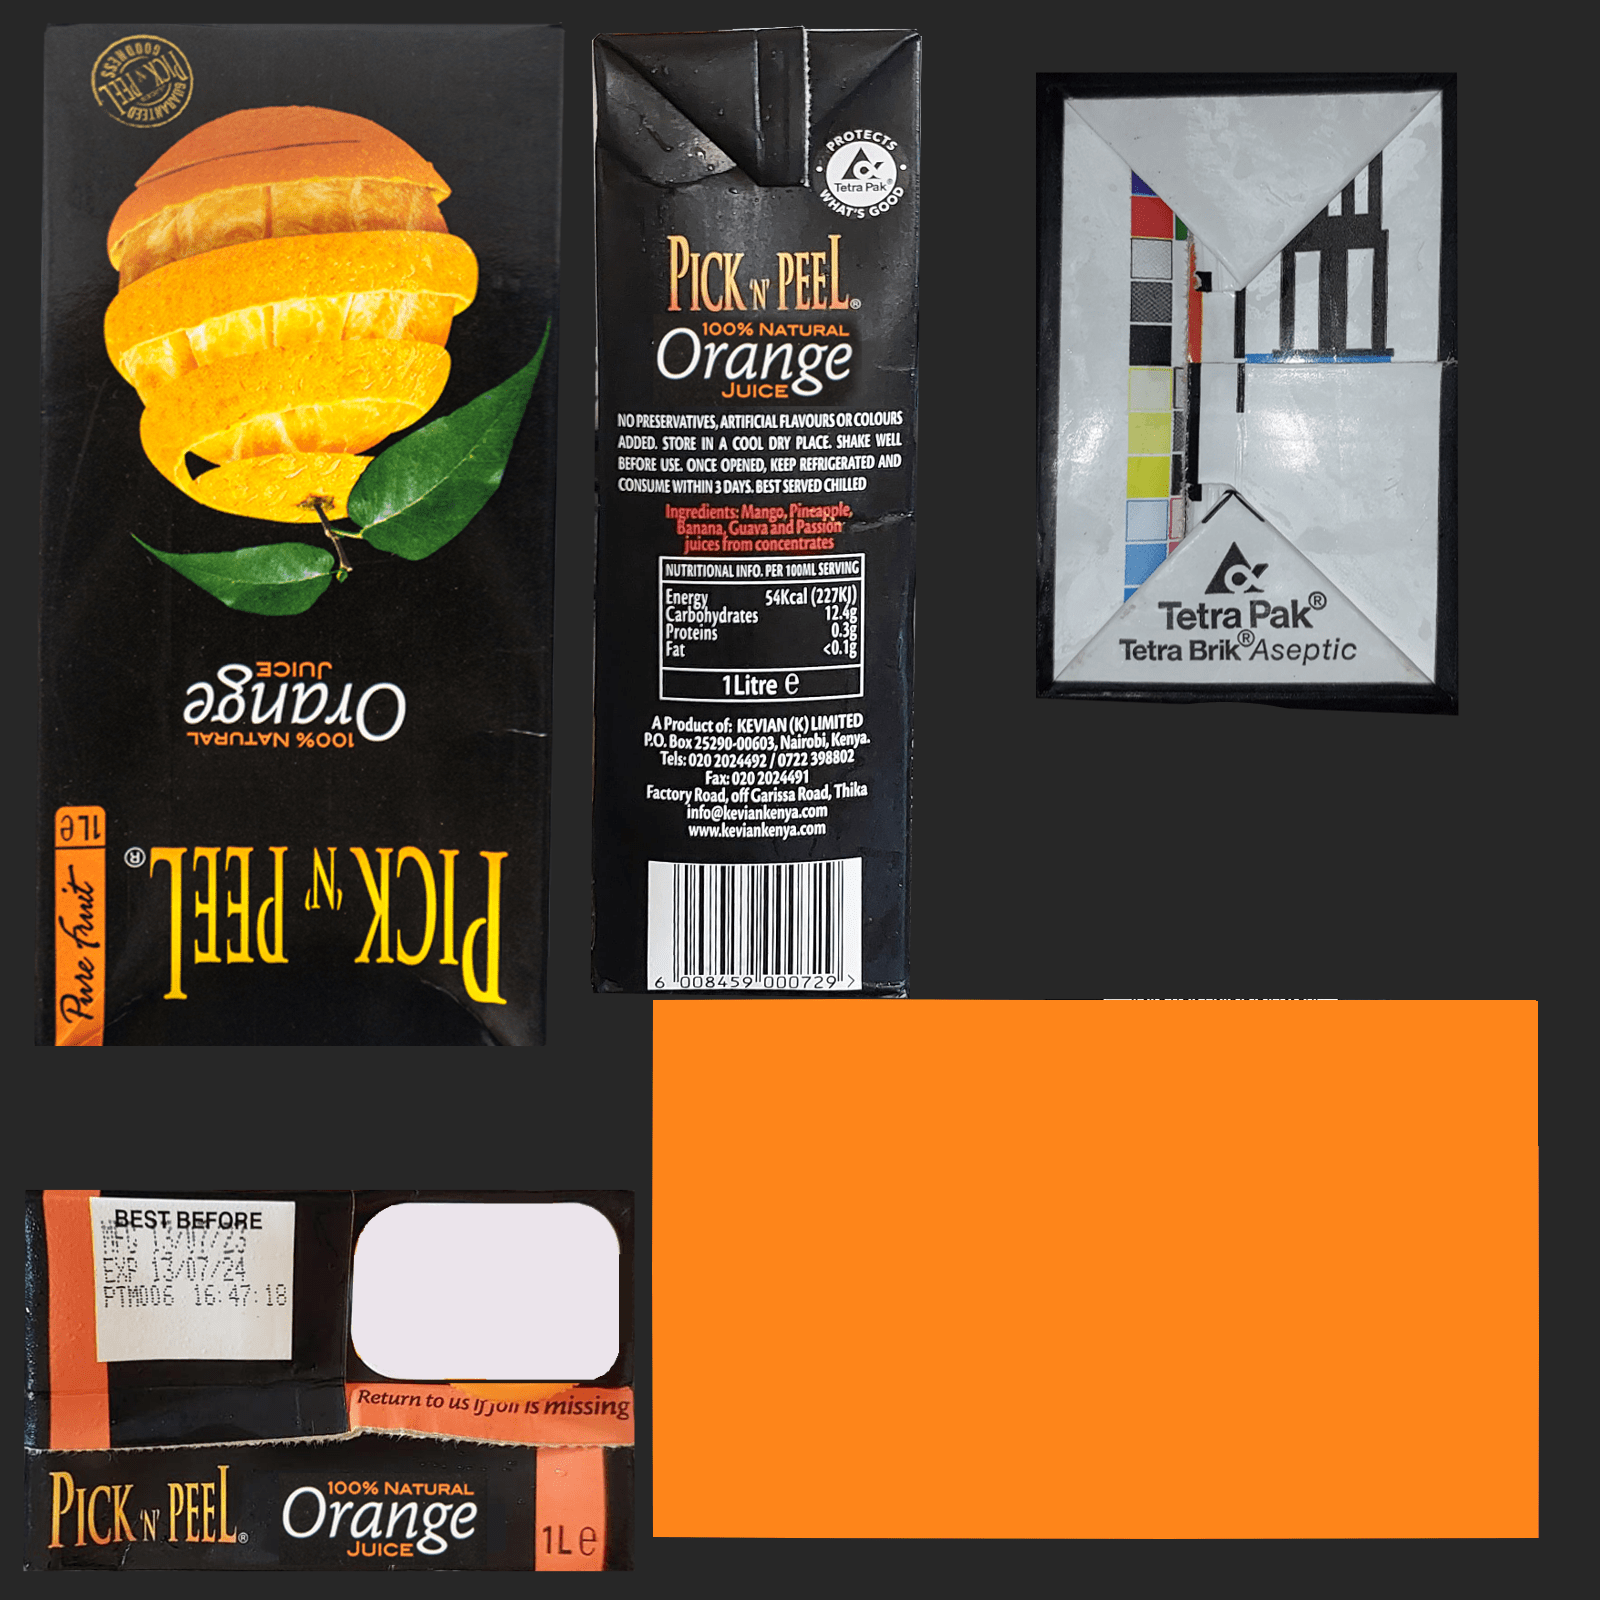 PICK 'N' PEEL
GUARANTEED
GOODNESS
Orange
JUICE
100% NATURAL
1L e
Pure fruit
PICK 'N' PEEL®
PROTECTS
Tetra Pak®
WHAT'S GOOD
PICK 'N' PEEL®
100% NATURAL
Orange
JUICE
NO PRESERVATIVES, ARTIFICIAL FLAVOURS OR COLOURS
ADDED. STORE IN A COOL DRY PLACE. SHAKE WELL
BEFORE USE. ONCE OPENED, KEEP REFRIGERATED AND
CONSUME WITHIN 3 DAYS. BEST SERVED CHILLED
Ingredients: Mango, Pineapple,
Banana, Guava and Passion
juices from concentrates
NUTRITIONAL INFO. PER 100ML SERVING
Energy 54Kcal (227KJ)
Carbohydrates 12.4g
Proteins 0.3g
Fat <0.1g
1 Litre e
A Product of: KEVIAN (K) LIMITED
P.O. Box 25290-00603, Nairobi, Kenya.
Tels: 020 2024492 / 0722 398802
Fax: 020 2024491
Factory Road, off Garissa Road, Thika
info@keviankenya.com
www.keviankenya.com
6 008459 000729 >
Tetra Pak®
Tetra Brik® Aseptic
BEST BEFORE
MFG 13/07/23
EXP 13/07/24
PTM006 16:47:18
Return to us if is missing
PICK 'N' PEEL®
100% NATURAL
Orange
JUICE
1L e